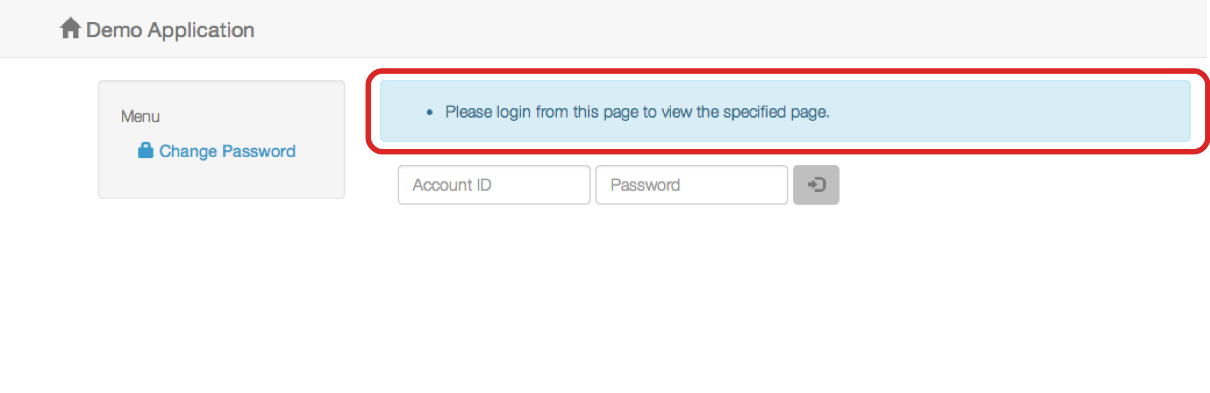 Demo Application
Menu
Change Password
Please login from this page to view the specified page.
Account ID
Password